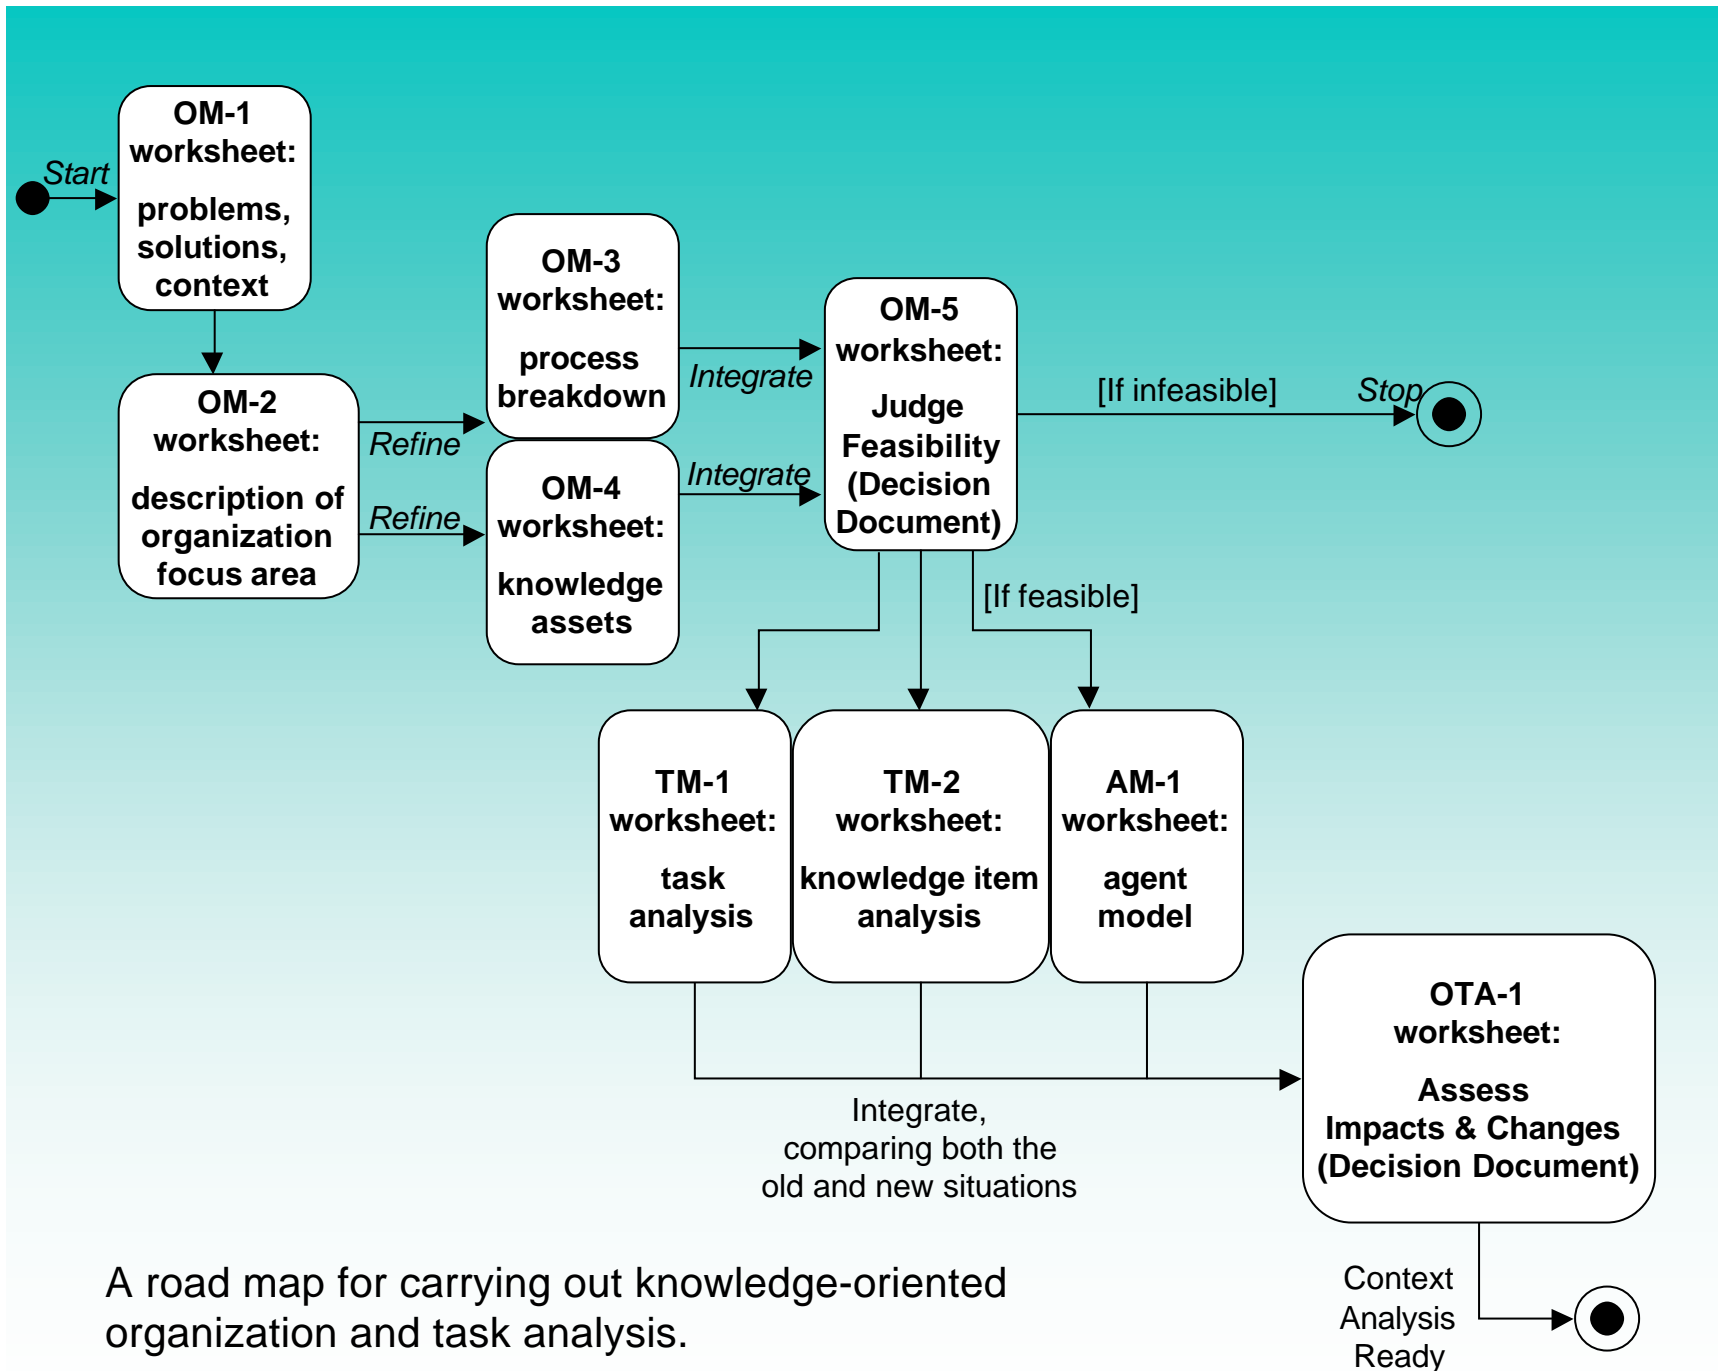 Start
OM-1
worksheet:
problems,
solutions,
context
OM-2
worksheet:
description of
organization
focus area
Refine
Refine
OM-3
worksheet:
process
breakdown
OM-4
worksheet:
knowledge
assets
Integrate
Integrate
OM-5
worksheet:
Judge
Feasibility
(Decision
Document)
[If infeasible]
Stop
[If feasible]
TM-1
worksheet:
task
analysis
TM-2
worksheet:
knowledge item
analysis
AM-1
worksheet:
agent
model
Integrate,
comparing both the
old and new situations
OTA-1
worksheet:
Assess
Impacts & Changes
(Decision Document)
Context
Analysis
Ready
A road map for carrying out knowledge-oriented
organization and task analysis.